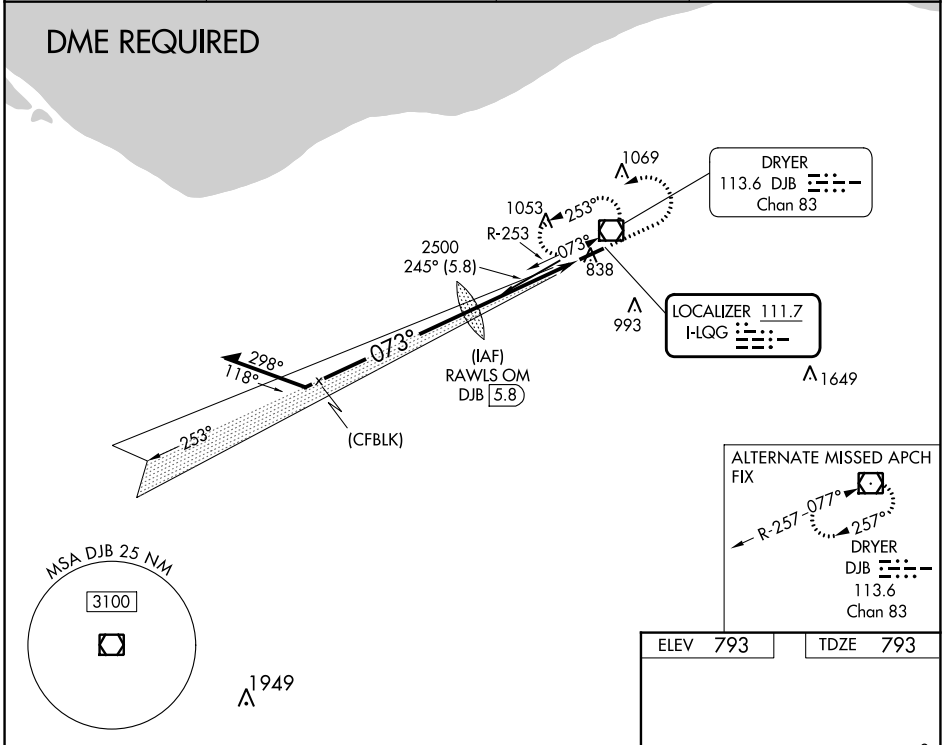 DME REQUIRED
1069
DRYER
113.6 DJB
Chan 83
1053
253°
R-253
073°
2500
245° (5.8)
838
LOCALIZER 111.7
I-LQG
993
073°
(IAF)
RAWLS OM
DJB 5.8
298°
118°
1649
(CFBLK)
253°
ALTERNATE MISSED APCH
FIX
R-257
077°
257°
DRYER
DJB
113.6
Chan 83
MSA DJB 25 NM
3100
1949
ELEV 793
TDZE 793